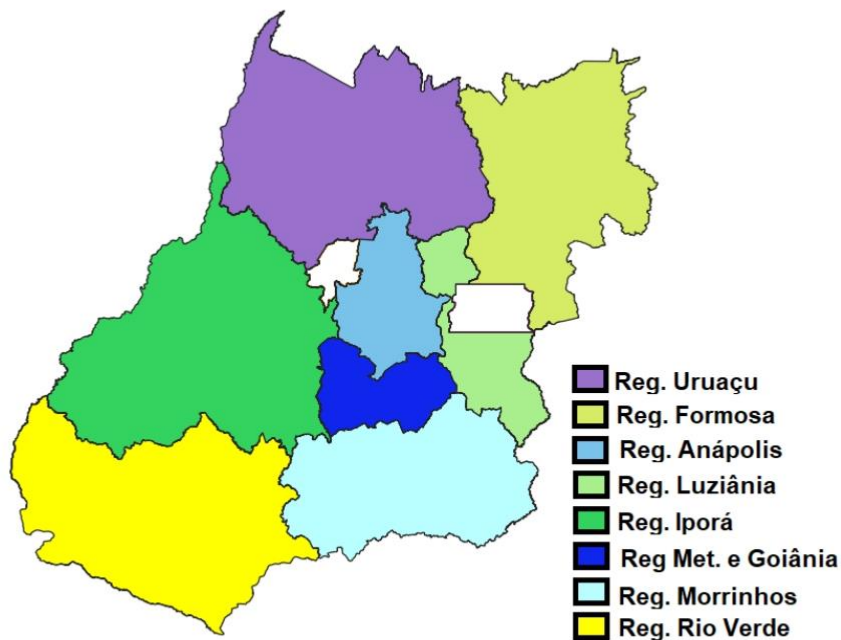 Reg. Uruaçu
Reg. Formosa
Reg. Anápolis
Reg. Luziânia
Reg. Iporá
Reg Met. e Goiânia
Reg. Morrinhos
Reg. Rio Verde